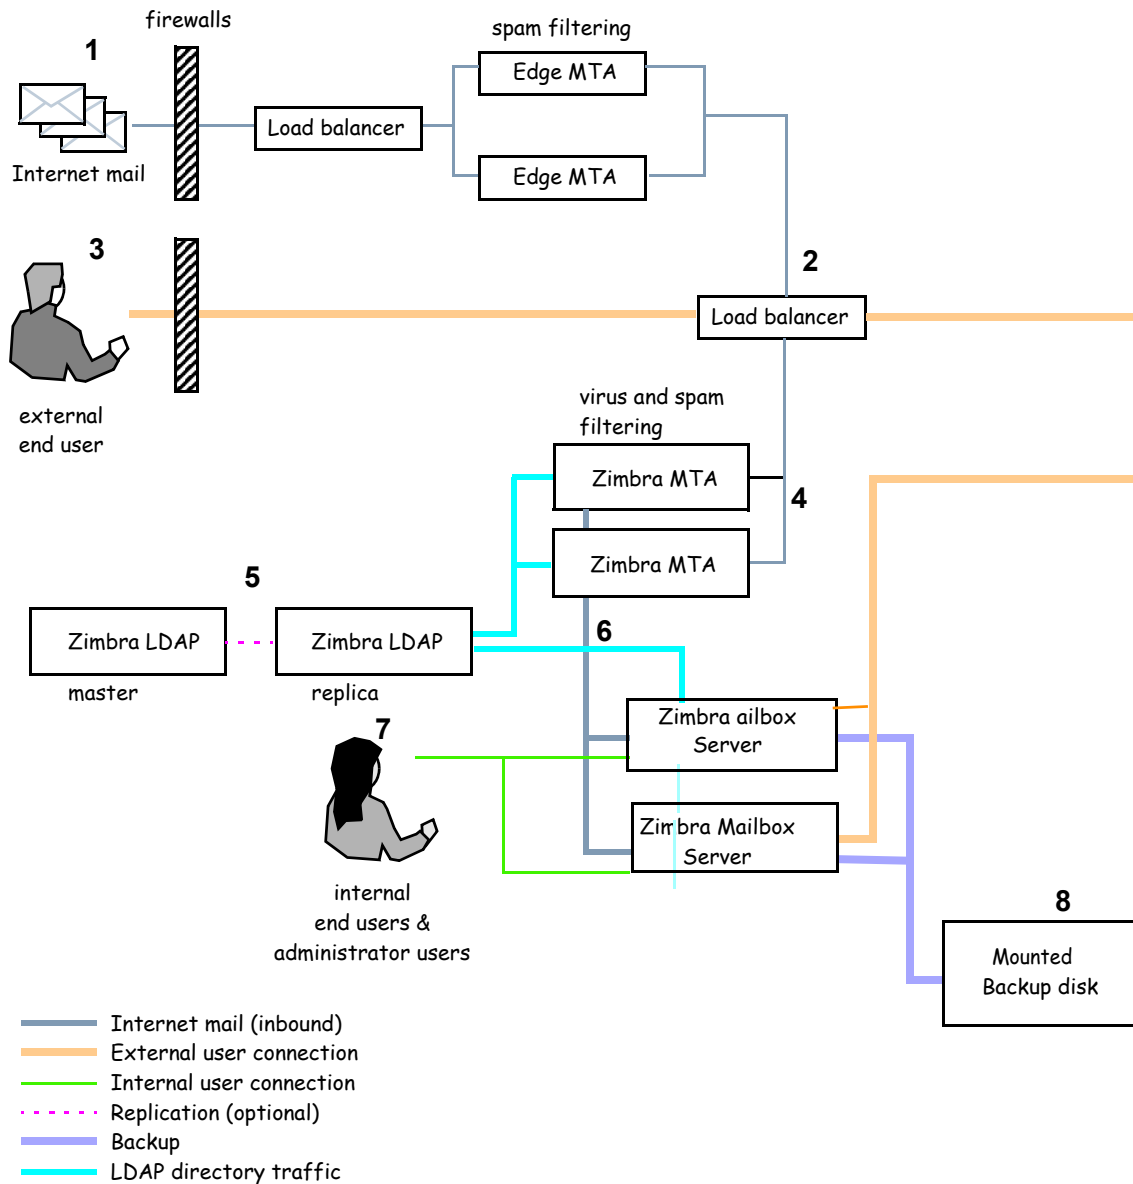 firewalls
1
spam filtering
Edge MTA
Load balancer
Internet mail
Edge MTA
3
2
Load balancer
external
end user
virus and spam
filtering
Zimbra MTA
4
Zimbra MTA
5
Zimbra LDAP
Zimbra LDAP
6
master
replica
7
Zimbra ailbox
Server
Zimbra Mailbox
Server
internal
end users &
administrator users
8
Mounted
Backup disk
Internet mail (inbound)
External user connection
Internal user connection
Replication (optional)
Backup
LDAP directory traffic